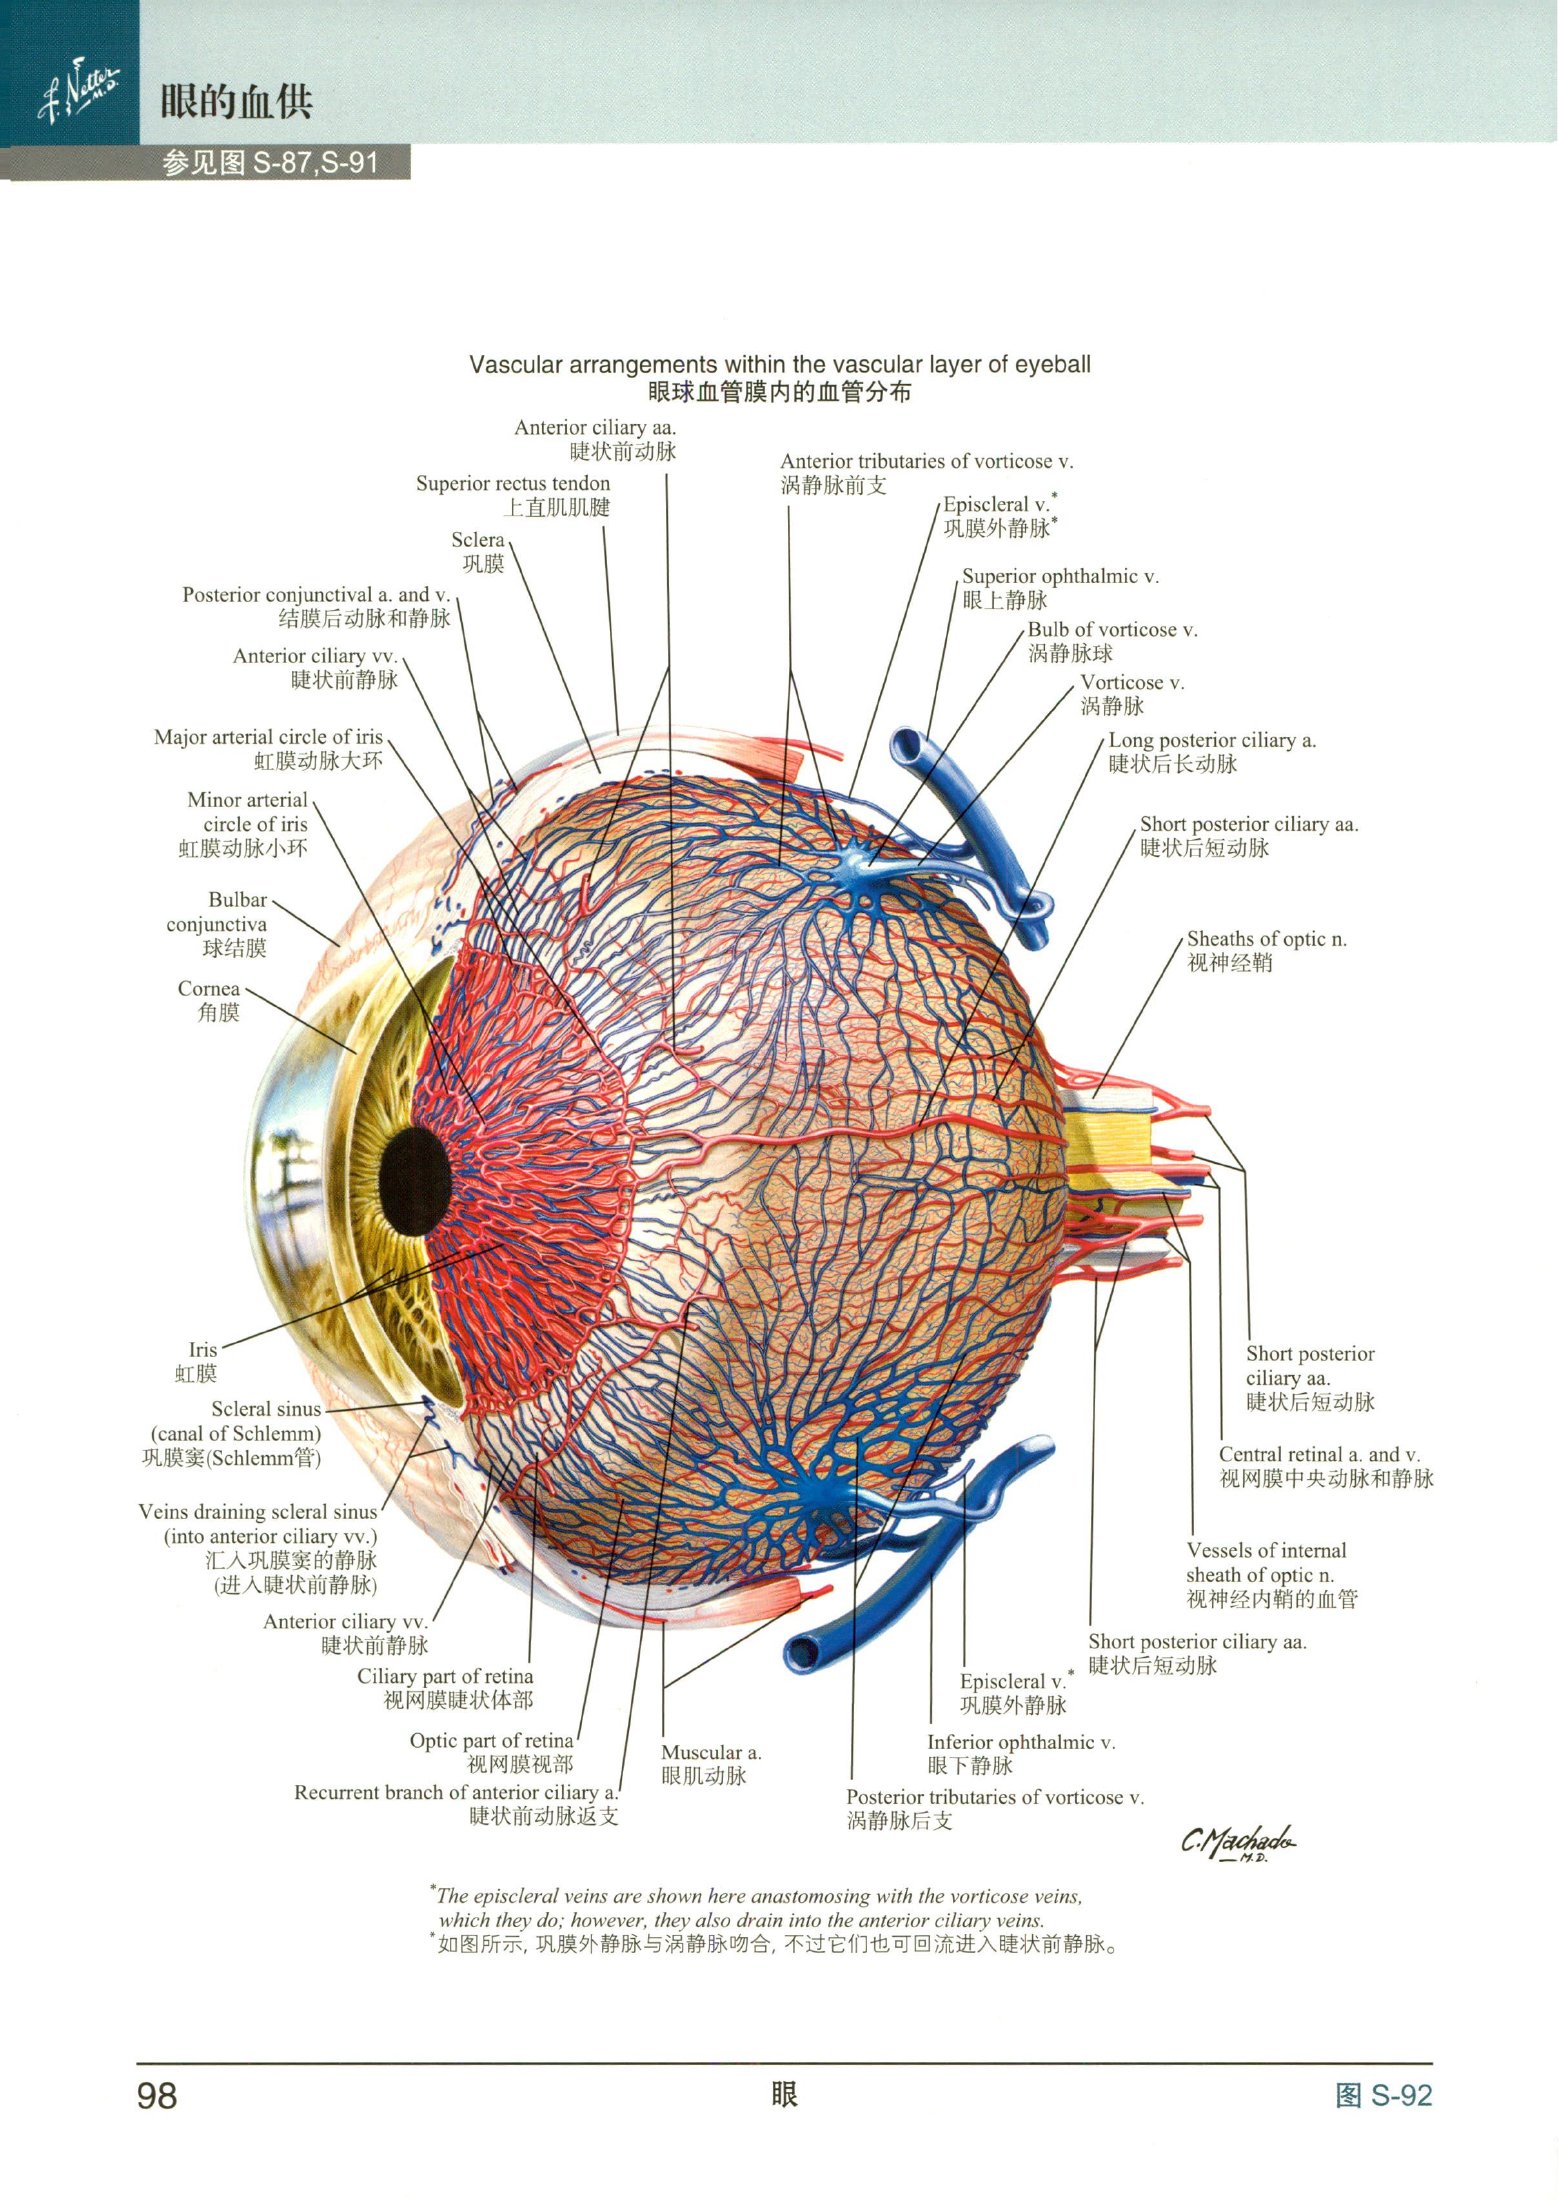 F. Netter
M.D.
眼的血供
参见图 S-87,S-91
Vascular arrangements within the vascular layer of eyeball
眼球血管膜内的血管分布
Anterior ciliary aa.
睫状前动脉
Superior rectus tendon
上直肌肌腱
Sclera
巩膜
Posterior conjunctival a. and v.
结膜后动脉和静脉
Anterior ciliary vv.
睫状前静脉
Major arterial circle of iris
虹膜动脉大环
Minor arterial
circle of iris
虹膜动脉小环
Bulbar
conjunctiva
球结膜
Cornea
角膜
Iris
虹膜
Scleral sinus
(canal of Schlemm)
巩膜窦(Schlemm管)
Veins draining scleral sinus
(into anterior ciliary vv.)
汇入巩膜窦的静脉
(进入睫状前静脉)
Anterior ciliary vv.
睫状前静脉
Ciliary part of retina
视网膜睫状体部
Optic part of retina
视网膜视部
Recurrent branch of anterior ciliary a.
睫状前动脉返支
Anterior tributaries of vorticose v.
涡静脉前支
Episcleral v.*
巩膜外静脉*
Superior ophthalmic v.
眼上静脉
Bulb of vorticose v.
涡静脉球
Vorticose v.
涡静脉
Long posterior ciliary a.
睫状后长动脉
Short posterior ciliary aa.
睫状后短动脉
Sheaths of optic n.
视神经鞘
Short posterior
ciliary aa.
睫状后短动脉
Central retinal a. and v.
视网膜中央动脉和静脉
Vessels of internal
sheath of optic n.
视神经内鞘的血管
Short posterior ciliary aa.
睫状后短动脉
Episcleral v.*
巩膜外静脉
Inferior ophthalmic v.
眼下静脉
Muscular a.
眼肌动脉
Posterior tributaries of vorticose v.
涡静脉后支
C. Machado
M.D.
*The episcleral veins are shown here anastomosing with the vorticose veins,
which they do; however, they also drain into the anterior ciliary veins.
*如图所示, 巩膜外静脉与涡静脉吻合, 不过它们也可回流进入睫状前静脉。
98
眼
图 S-92